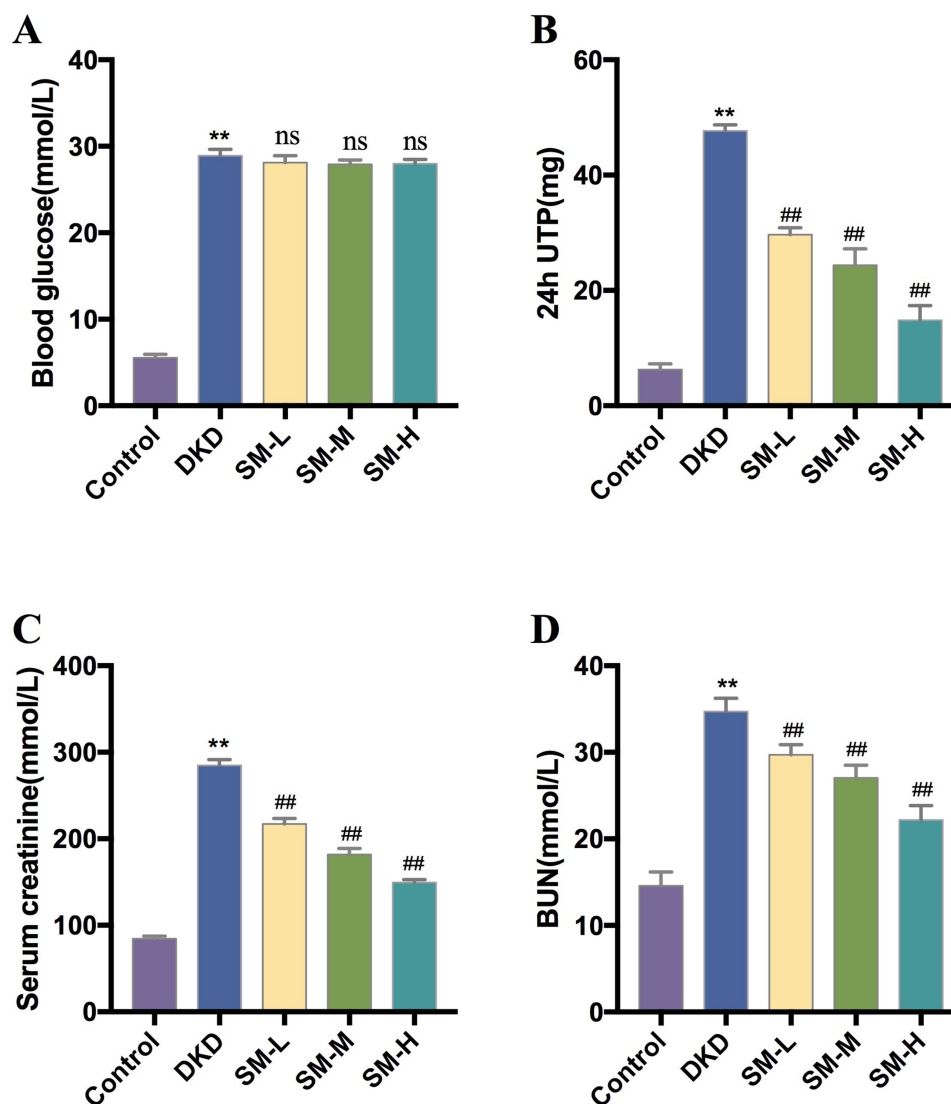 A
Blood glucose(mmol/L)
40
30
20
10
0
**
ns
ns
ns
Control
DKD
SM-L
SM-M
SM-H
B
24h UTP(mg)
60
40
20
0
**
##
##
##
Control
DKD
SM-L
SM-M
SM-H
C
Serum creatinine(mmol/L)
400
300
200
100
0
**
##
##
##
Control
DKD
SM-L
SM-M
SM-H
D
BUN(mmol/L)
40
30
20
10
0
**
##
##
##
Control
DKD
SM-L
SM-M
SM-H